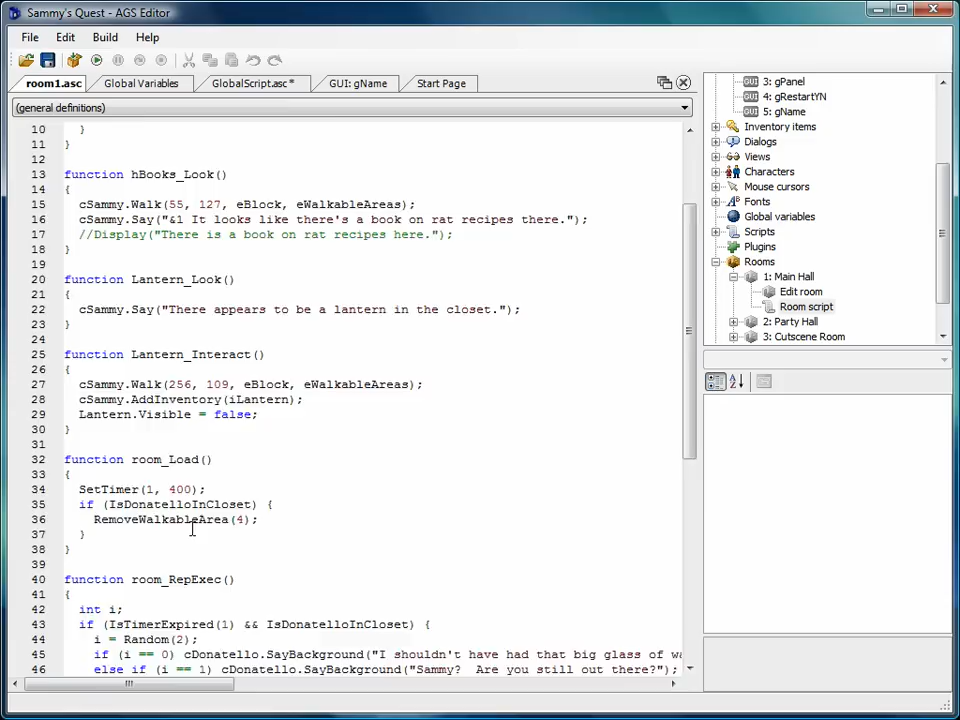 Sammy's Quest - AGS Editor
File Edit Build Help
room1.asc Global Variables GlobalScript.asc * GUI: gName Start Page
(general definitions)
10 }
11 }
12
13 function hBooks_Look()
14 {
15 cSammy.Walk(55, 127, eBlock, eWalkableAreas);
16 cSammy.Say("&1 It looks like there's a book on rat recipes there.");
17 //Display("There is a book on rat recipes here.");
18 }
19
20 function Lantern_Look()
21 {
22 cSammy.Say("There appears to be a lantern in the closet.");
23 }
24
25 function Lantern_Interact()
26 {
27 cSammy.Walk(256, 109, eBlock, eWalkableAreas);
28 cSammy.AddInventory(iLantern);
29 Lantern.Visible = false;
30 }
31
32 function room_Load()
33 {
34 SetTimer(1, 400);
35 if (IsDonatelloInCloset) {
36 RemoveWalkableArea(4);
37 }
38 }
39
40 function room_RepExec()
41 {
42 int i;
43 if (IsTimerExpired(1) && IsDonatelloInCloset) {
44 i = Random(2);
45 if (i == 0) cDonatello.SayBackground("I shouldn't have had that big glass of wa
46 else if (i == 1) cDonatello.SayBackground("Sammy? Are you still out there?");
GUI 3: gPanel
GUI 4: gRestartYN
GUI 5: gName
Inventory items
Dialogs
Views
Characters
Mouse cursors
Fonts
Global variables
Scripts
Plugins
Rooms
1: Main Hall
Edit room
Room script
2: Party Hall
3: Cutscene Room